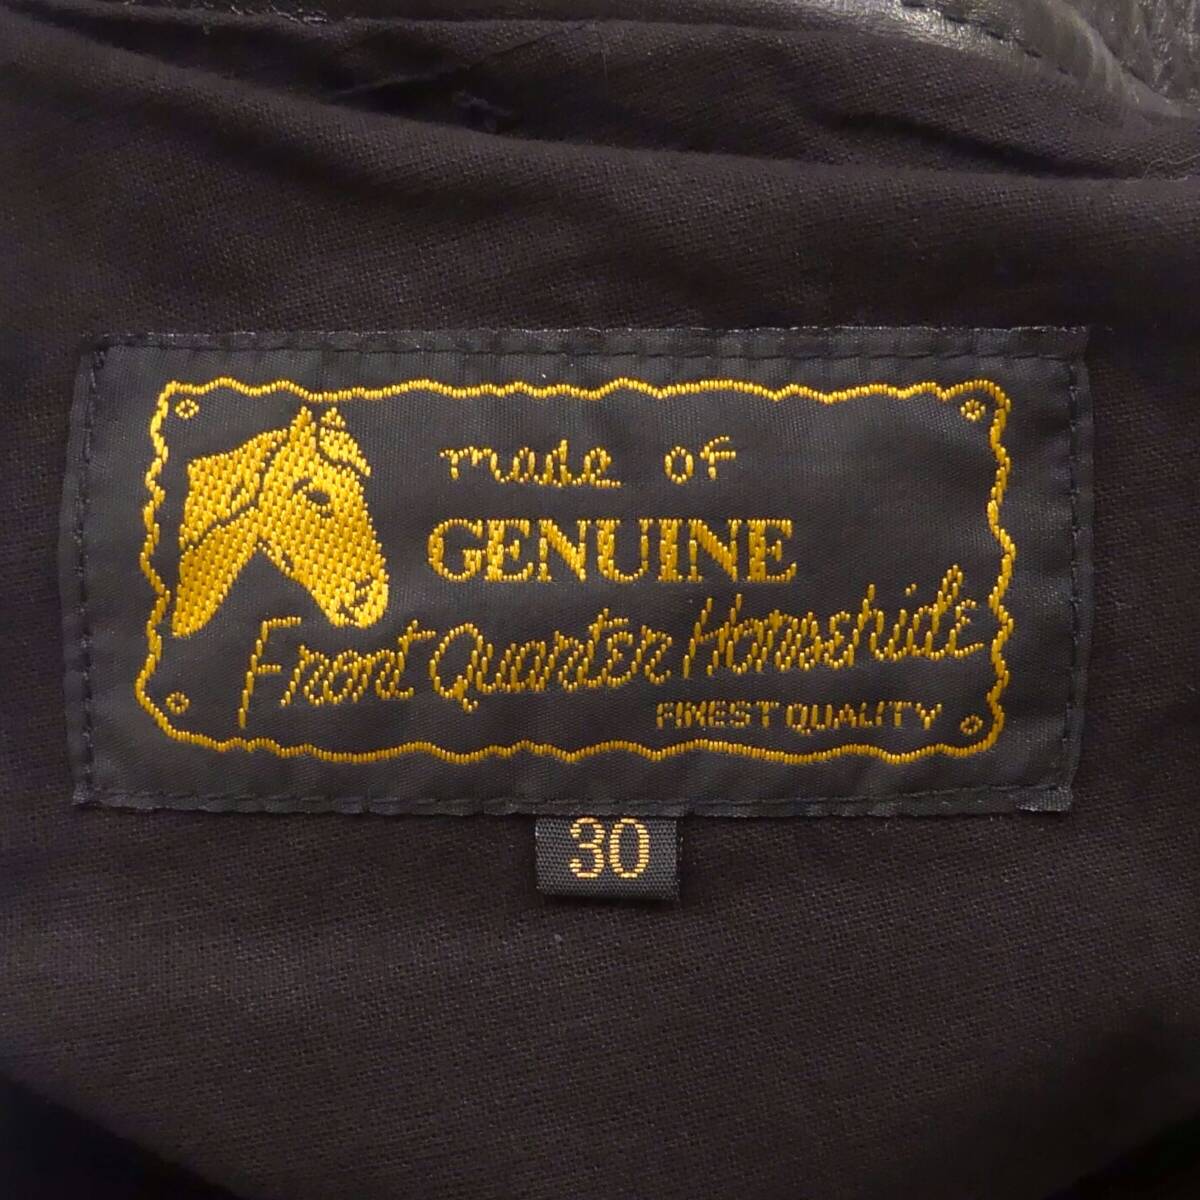 made of
GENUINE
Front Quarter Horsehide
FINEST QUALITY
30